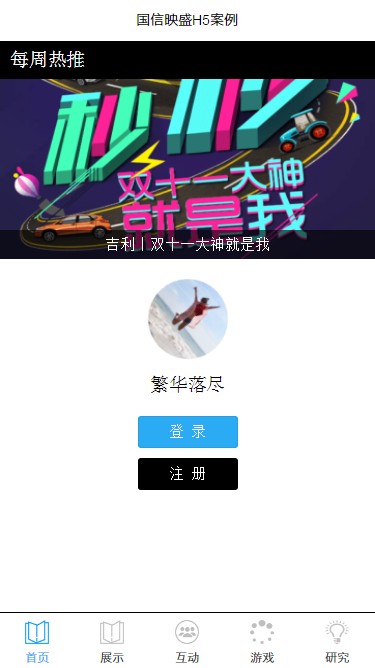 国信映盛H5案例
每周热推
秒
双十一大神
就是我
吉利丨双十一大神就是我
繁华落尽
登 录
注 册
首页
展示
互动
游戏
研究